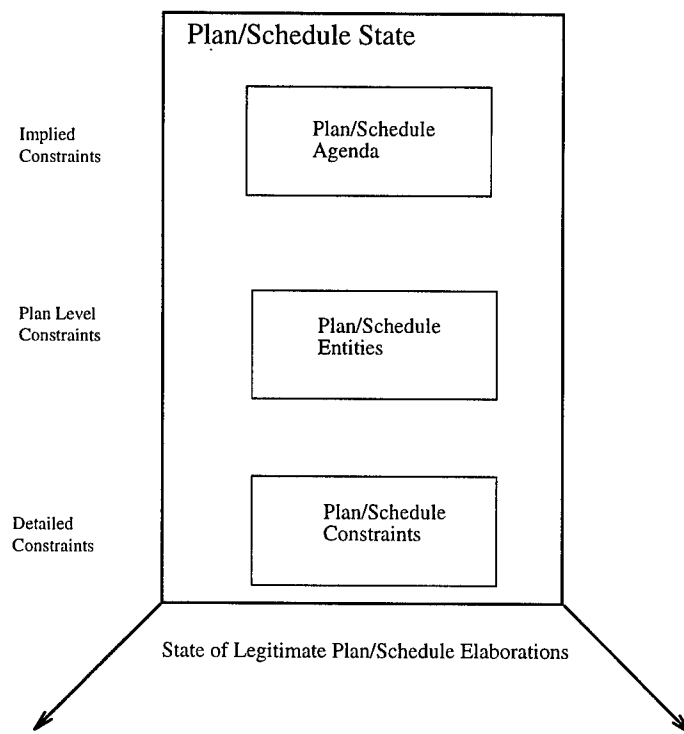 Plan/Schedule State
Implied
Constraints
Plan/Schedule
Agenda
Plan Level
Constraints
Plan/Schedule
Entities
Detailed
Constraints
Plan/Schedule
Constraints
State of Legitimate Plan/Schedule Elaborations